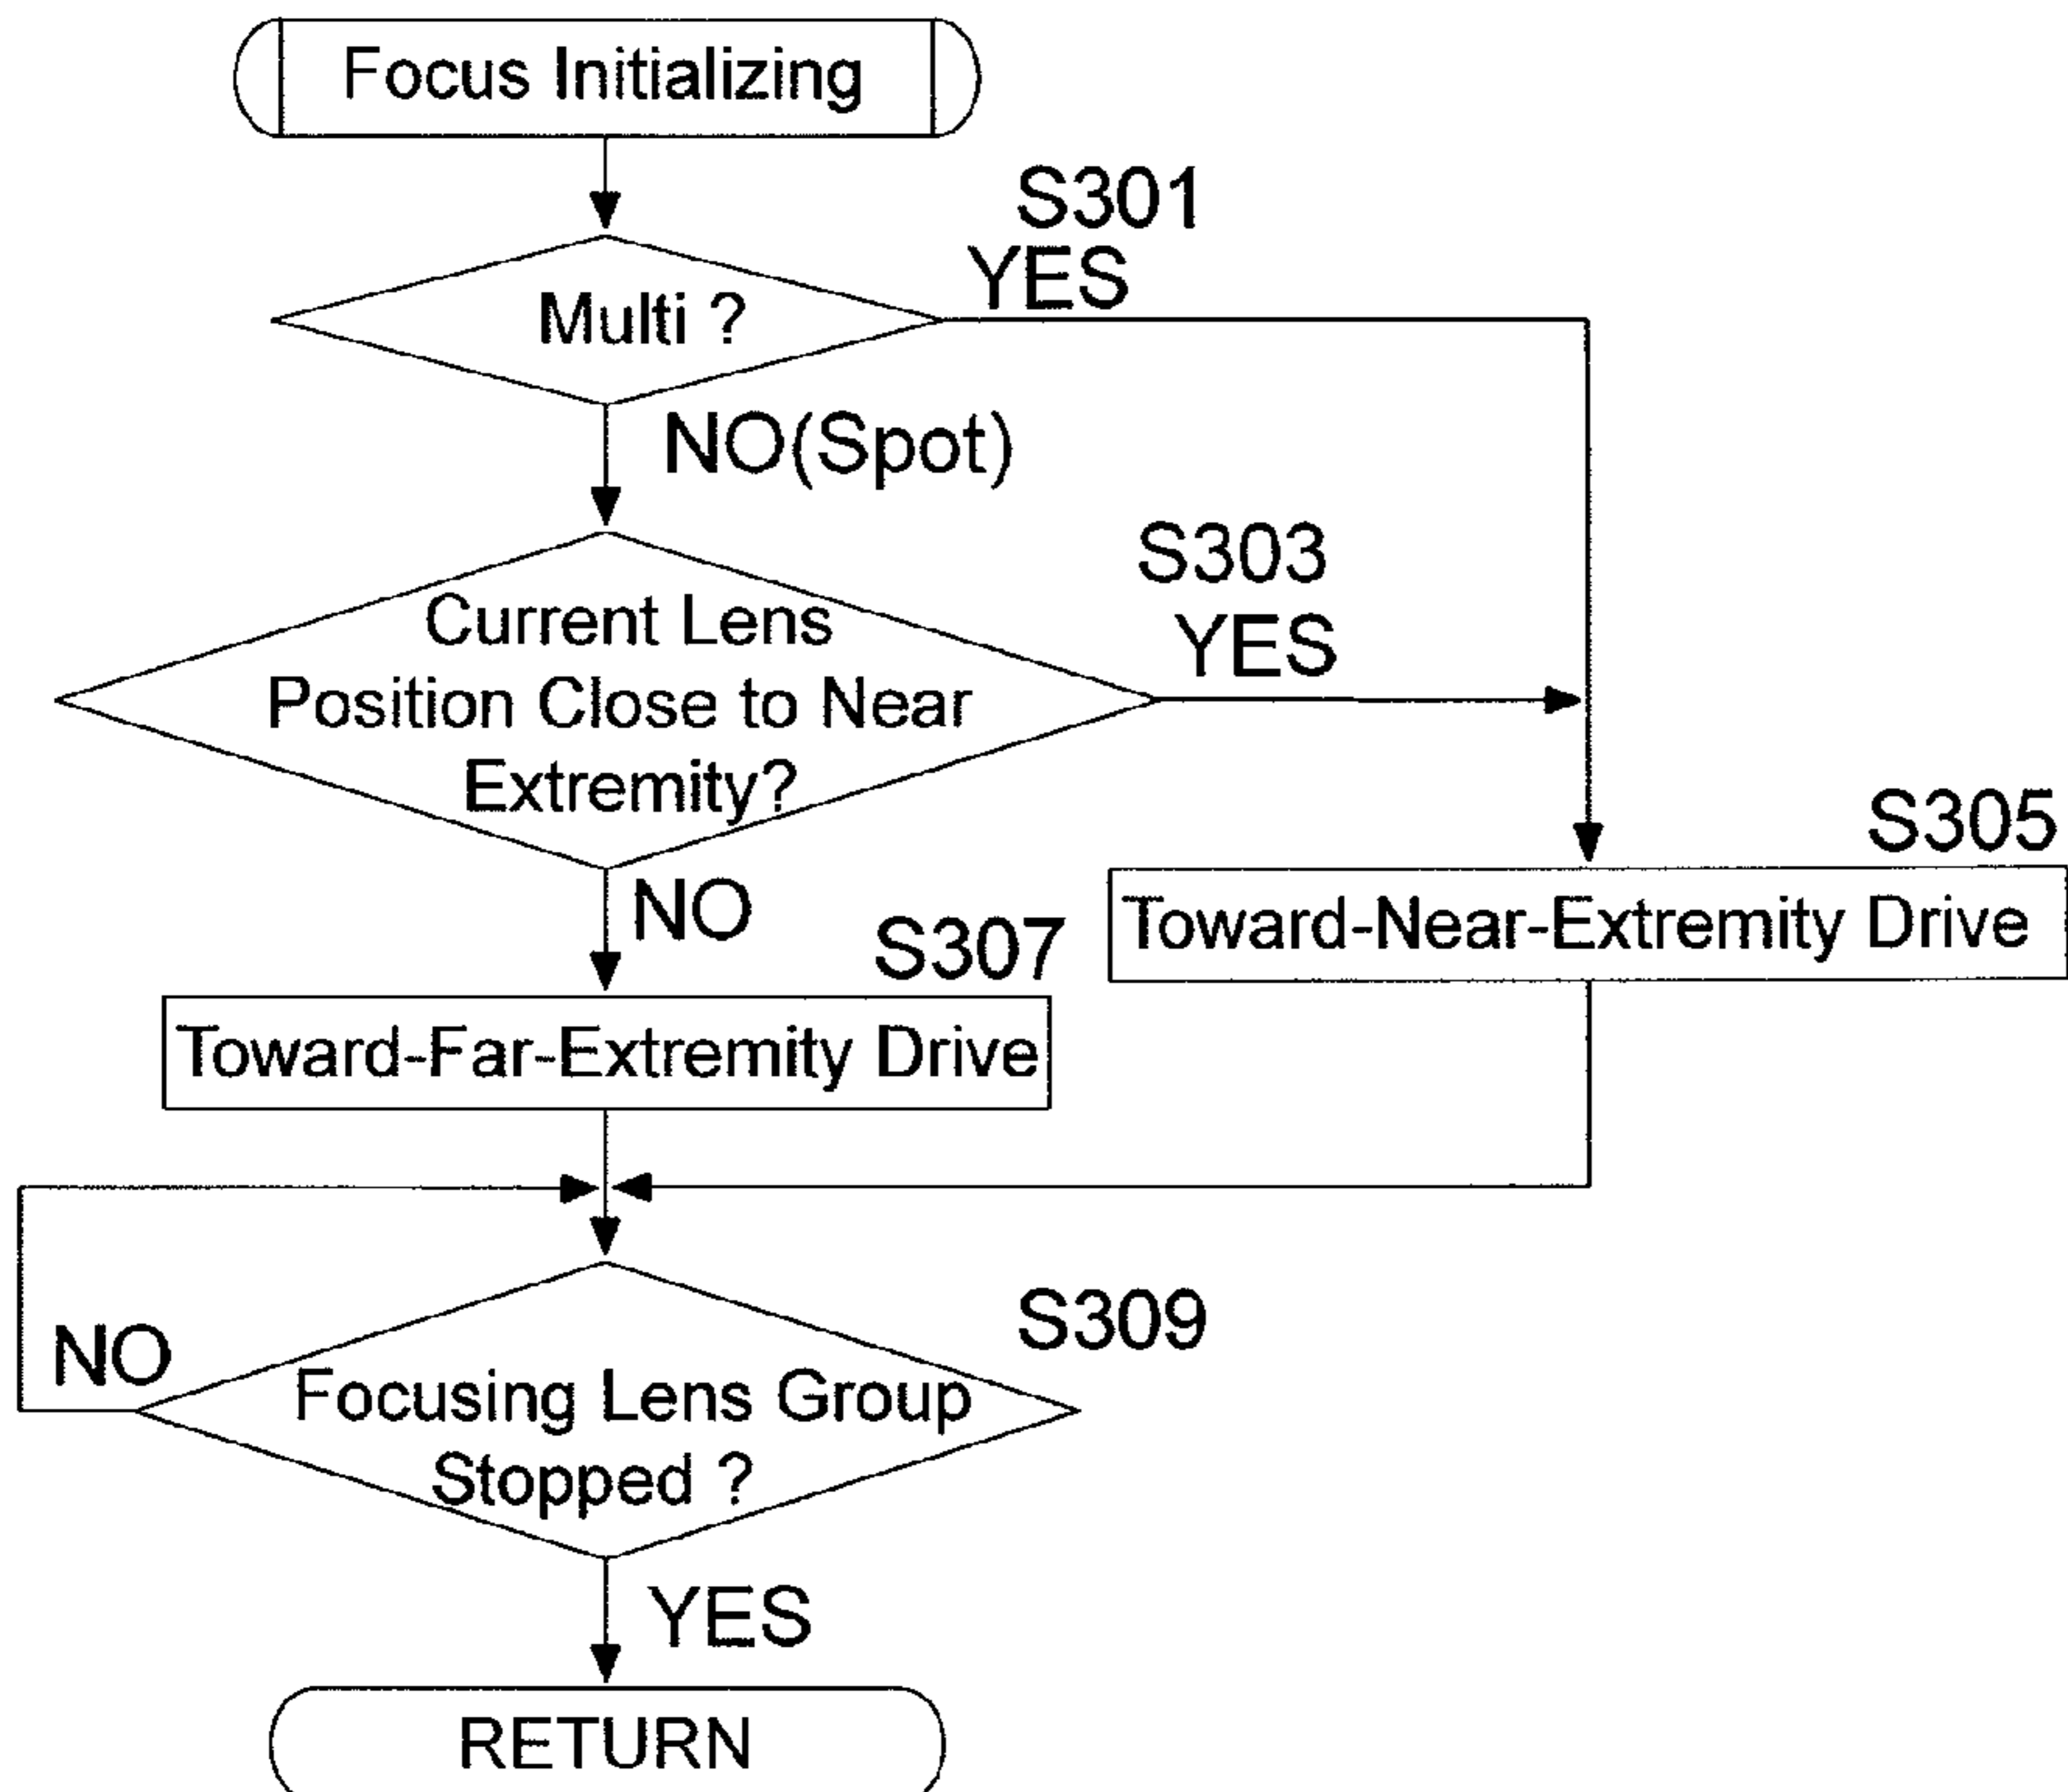 Focus Initializing
S301
YES
Multi ?
NO(Spot)
S303
YES
Current Lens
Position Close to Near
Extremity?
S305
NO
Toward-Near-Extremity Drive
S307
Toward-Far-Extremity Drive
S309
NO
Focusing Lens Group
Stopped ?
YES
RETURN